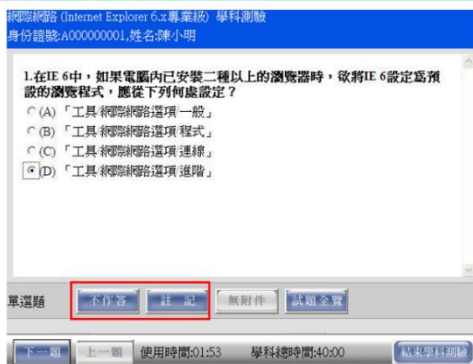 網際網路 (Internet Explorer 6.x專業級) 學科測驗
身份證號:A000000001,姓名:陳小明
1.在IE 6中，如果電腦內已安裝二種以上的瀏覽器時，欲將IE 6設定為預
設的瀏覽程式，應從下列何處設定？
(A) 「工具/網際網路選項/一般」
(B) 「工具/網際網路選項/程式」
(C) 「工具/網際網路選項/連線」
(D) 「工具/網際網路選項/進階」
單選題 不作答 註 記 無附件 試題全覽
下一題 上一題 使用時間:01:53 學科總時間:40:00 結束學科測驗